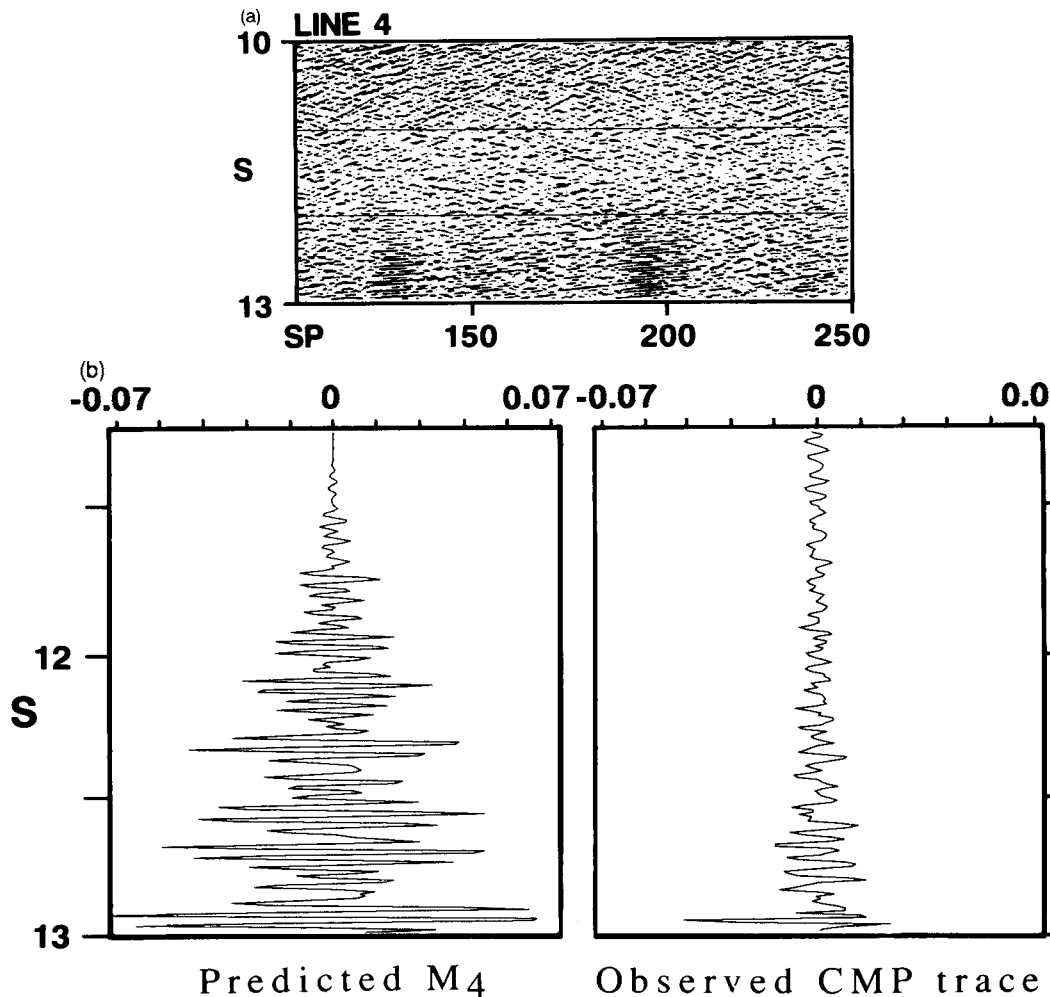 (a) LINE 4
10
S
13
SP 150 200 250
(b)
-0.07 0 0.07 -0.07 0 0.0
12
S
13
Predicted M4 Observed CMP trace